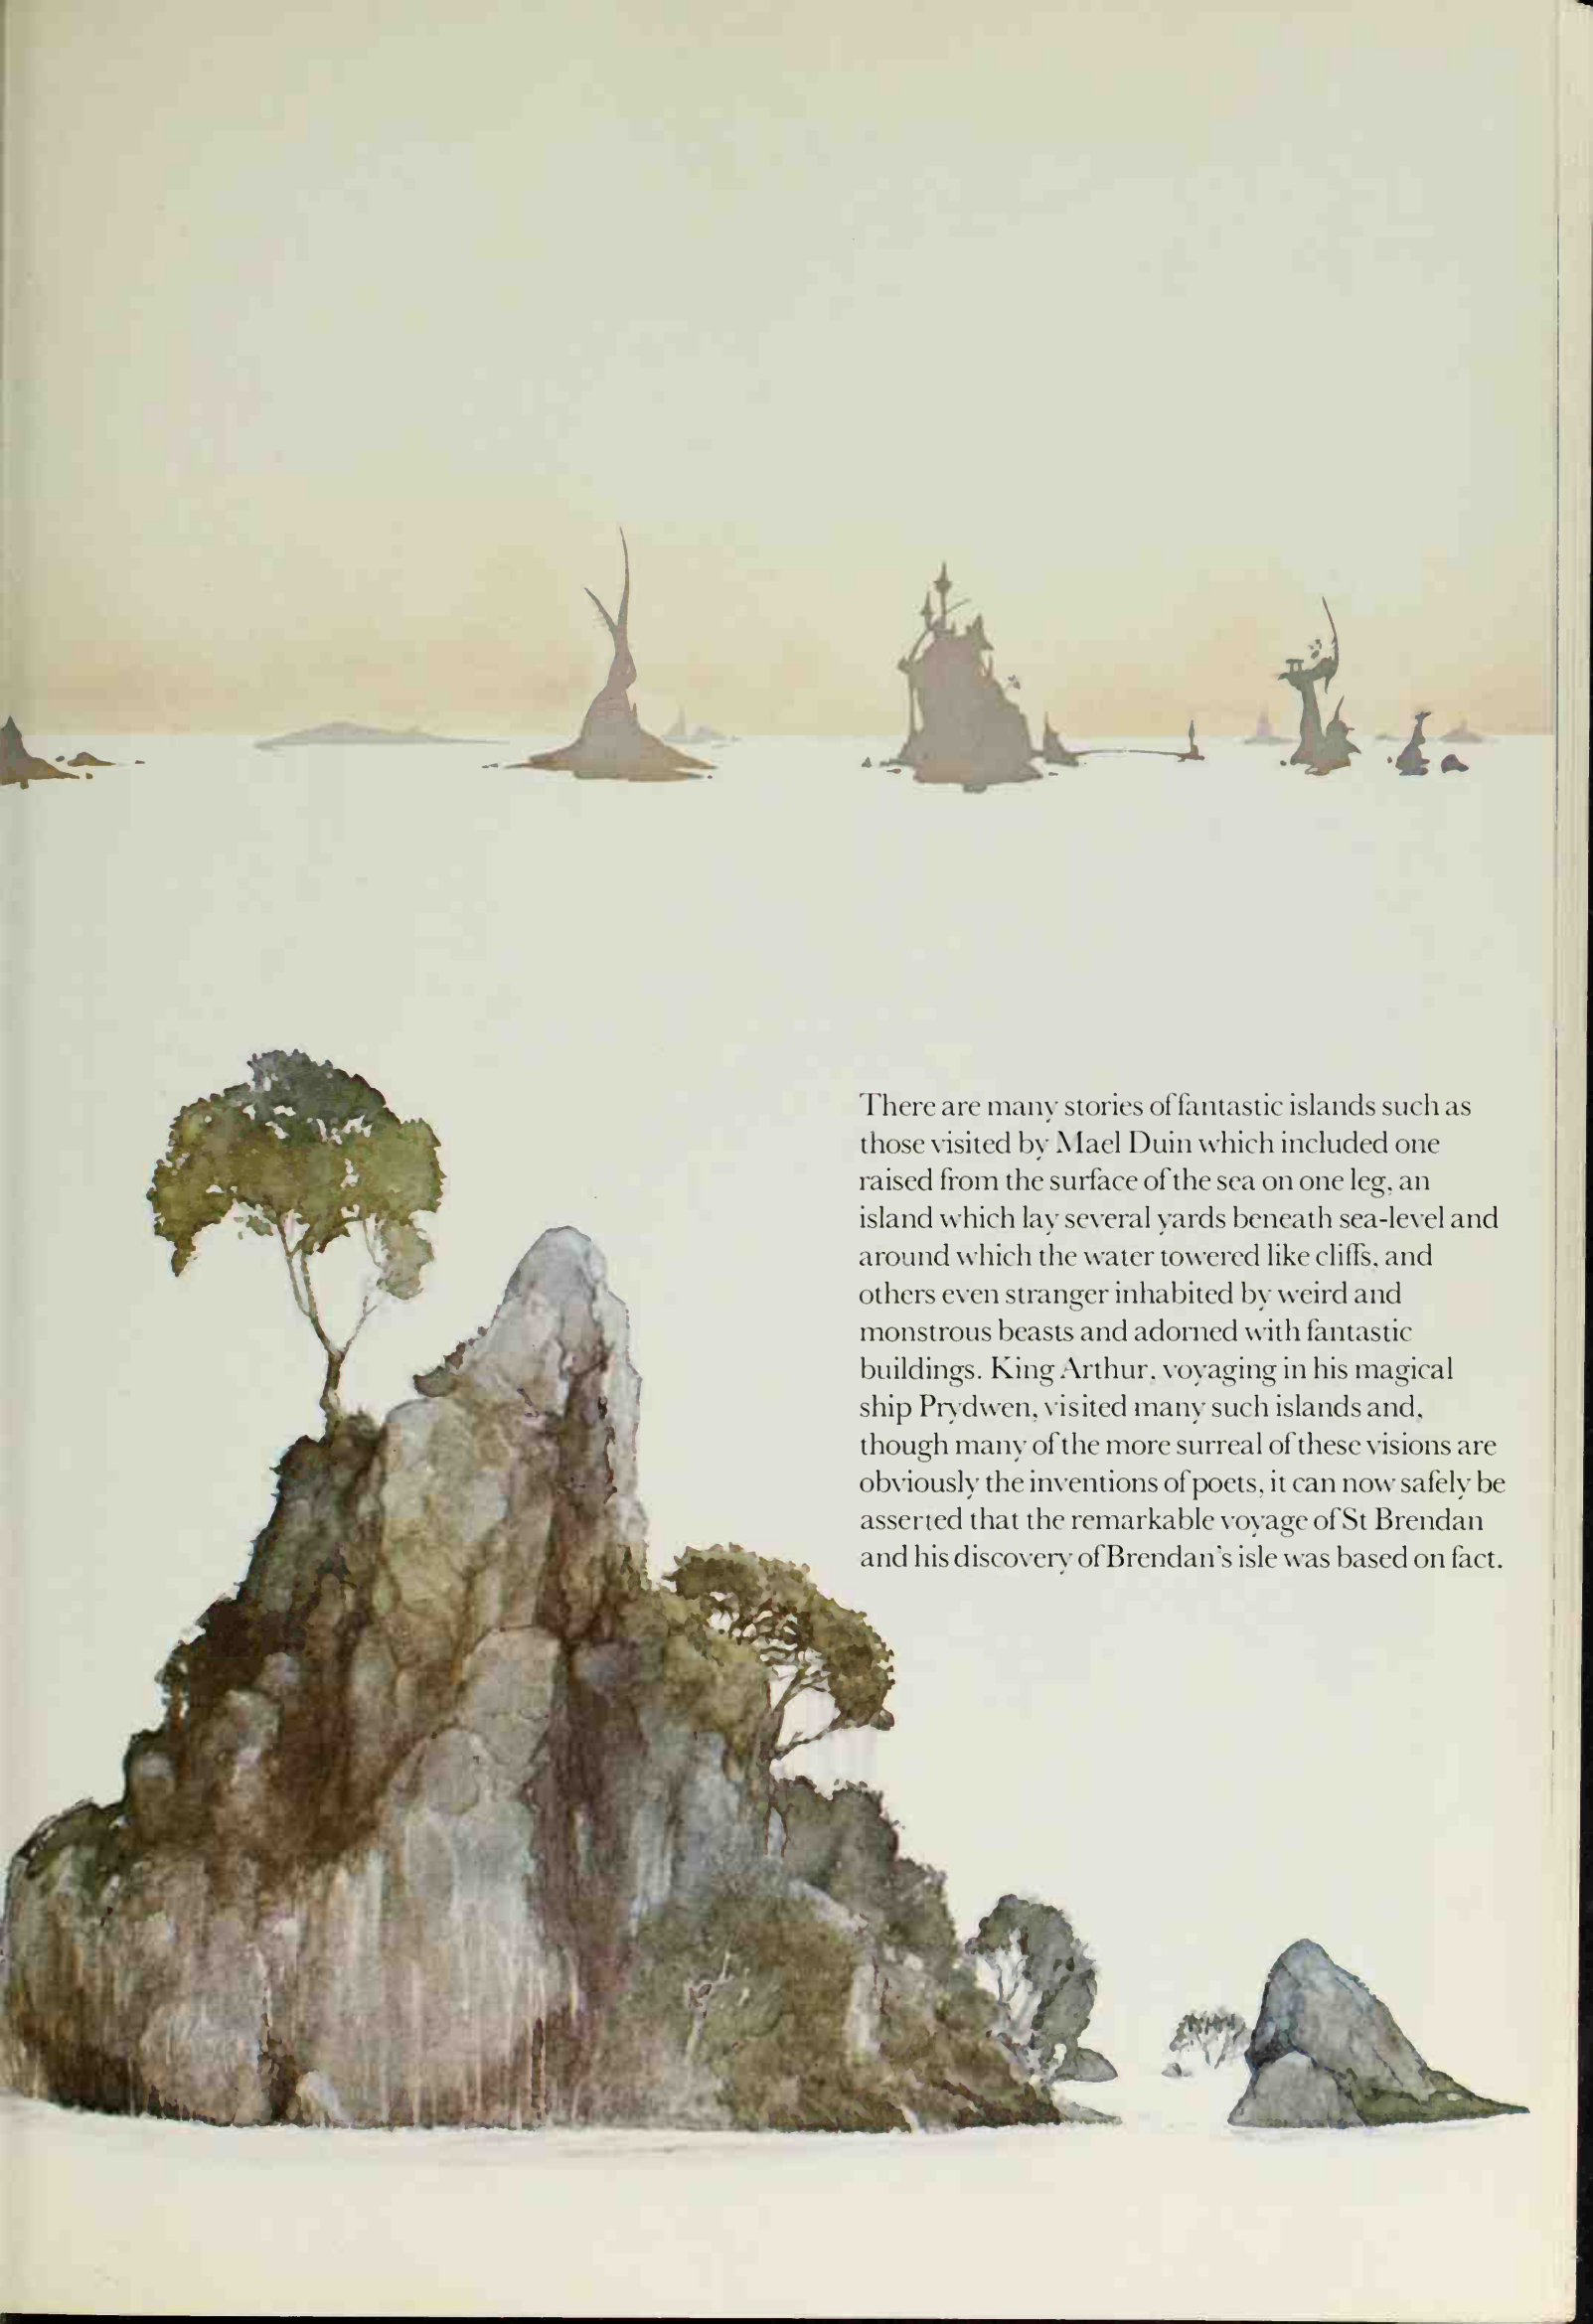 There are many stories of fantastic islands such as
those visited by Mael Duin which included one
raised from the surface of the sea on one leg, an
island which lay several yards beneath sea-level and
around which the water towered like cliffs, and
others even stranger inhabited by weird and
monstrous beasts and adorned with fantastic
buildings. King Arthur, voyaging in his magical
ship Prydwen, visited many such islands and,
though many of the more surreal of these visions are
obviously the inventions of poets, it can now safely be
asserted that the remarkable voyage of St Brendan
and his discovery of Brendan's isle was based on fact.